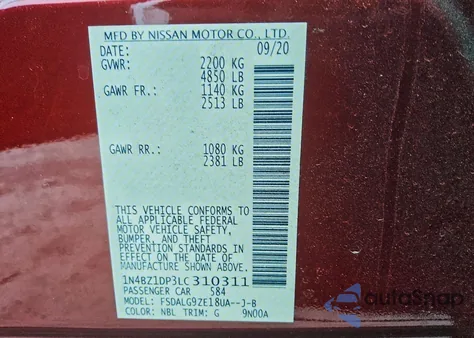 MFD BY NISSAN MOTOR CO., LTD.
DATE: 09/20
GVWR: 2200 KG
4850 LB
GAWR FR.: 1140 KG
2513 LB
GAWR RR.: 1080 KG
2381 LB
THIS VEHICLE CONFORMS TO
ALL APPLICABLE FEDERAL
MOTOR VEHICLE SAFETY,
BUMPER, AND THEFT
PREVENTION STANDARDS IN
EFFECT ON THE DATE OF
MANUFACTURE SHOWN ABOVE.
1N4BZ1DP3LC310311
PASSENGER CAR 584
MODEL: FSDALG9ZE18UA--J-B
COLOR: NBL TRIM: G 9N00A
AutoSnap